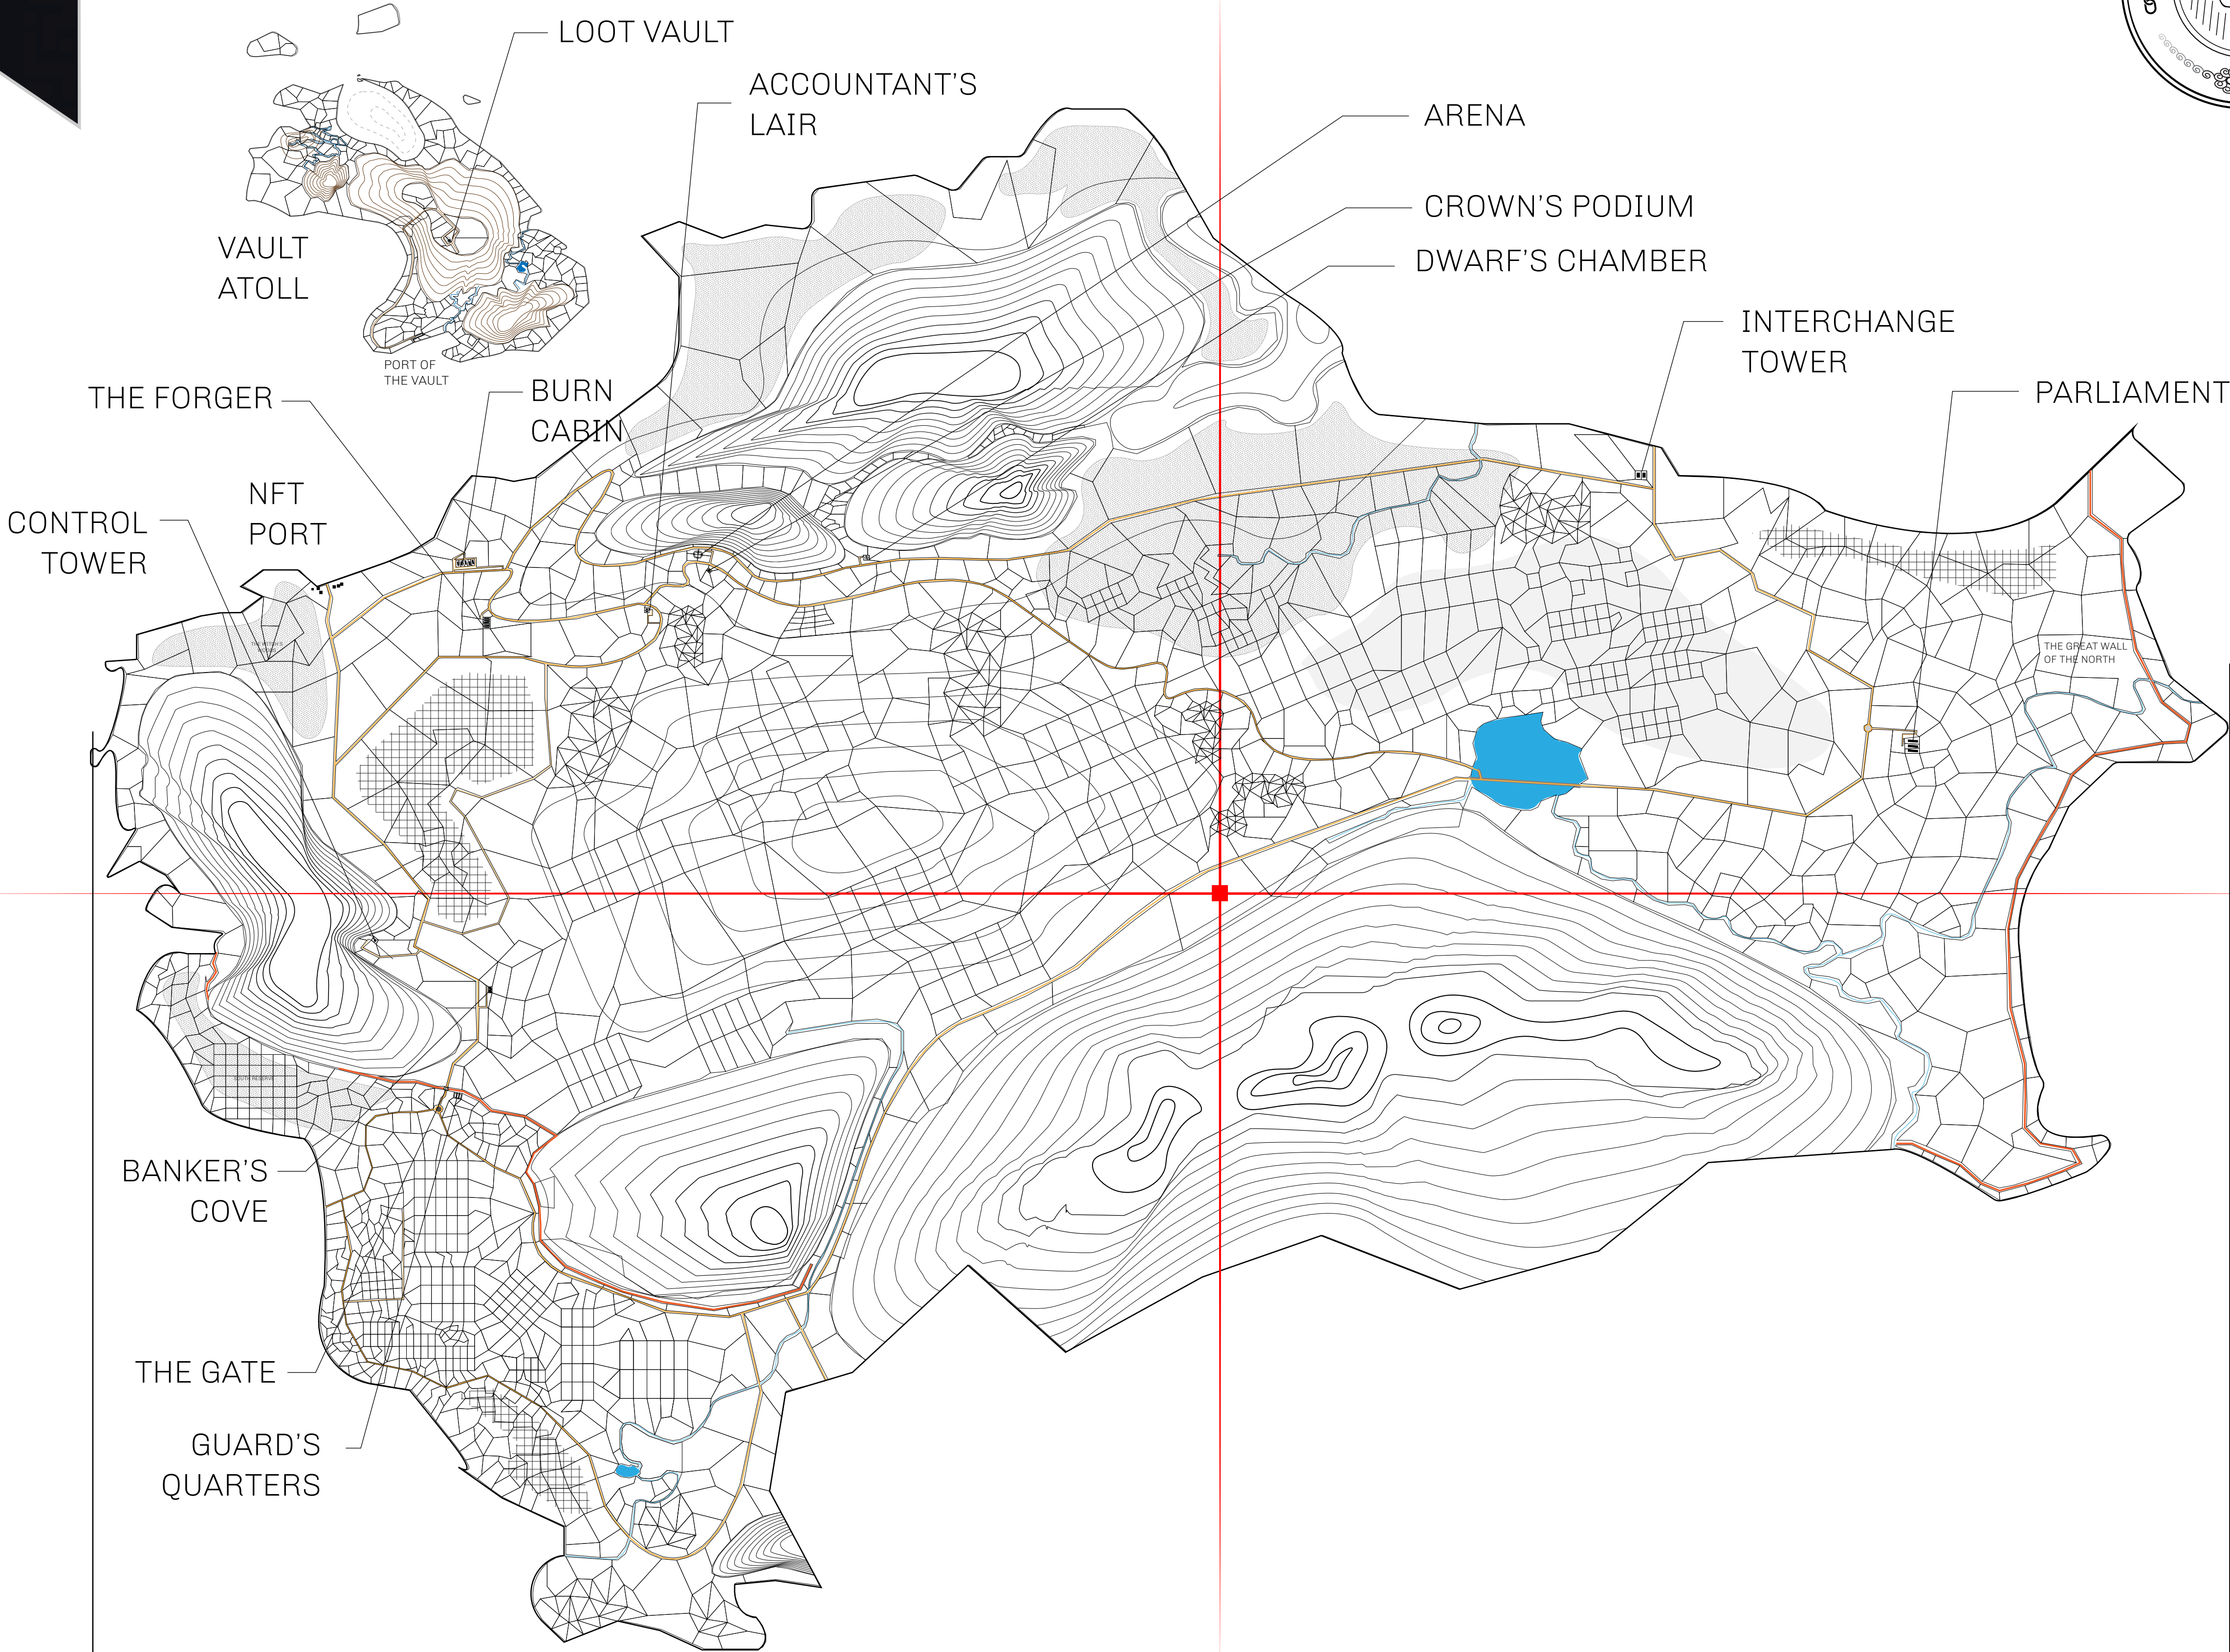 LOOT VAULT
ACCOUNTANT'S
LAIR
ARENA
CROWN'S PODIUM
DWARF'S CHAMBER
VAULT
ATOLL
INTERCHANGE
TOWER
PORT OF
THE VAULT
THE FORGER
BURN
CABIN
PARLIAMENT
NFT
PORT
CONTROL
TOWER
THE GREAT WALL
OF THE NORTH
SOUTH RESERVE
BANKER'S
COVE
THE GATE
GUARD'S
QUARTERS